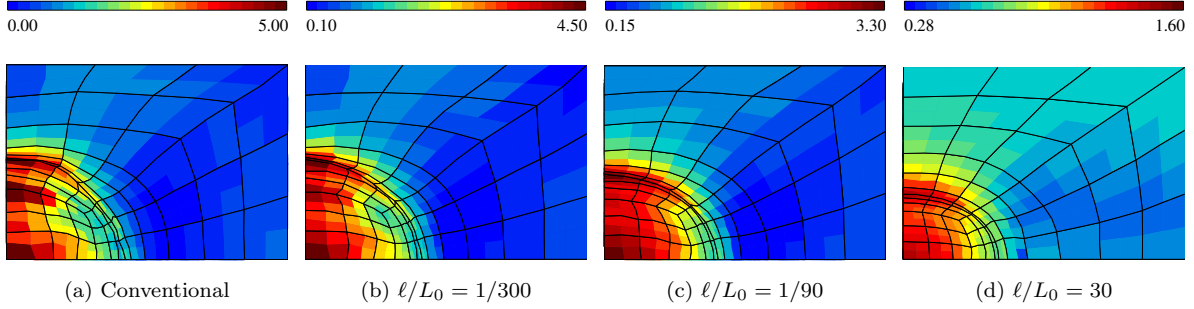 0.00 5.00 0.10 4.50 0.15 3.30 0.28 1.60
(a) Conventional (b) ℓ/L₀ = 1/300 (c) ℓ/L₀ = 1/90 (d) ℓ/L₀ = 30